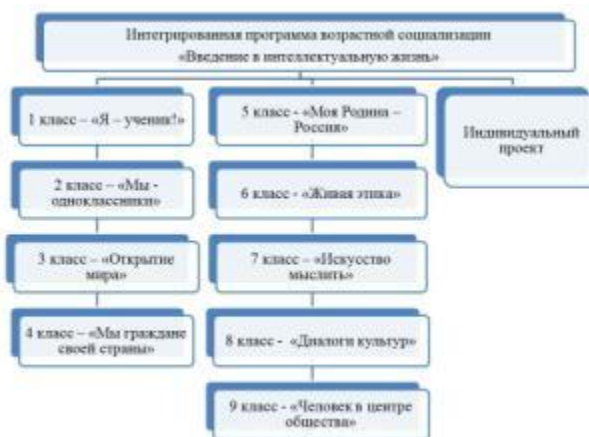 Интегрированная программа возрастной социализации
«Введение в интеллектуальную жизнь»
1 класс – «Я – ученик!»
2 класс – «Мы -
одноклассники»
3 класс – «Открытие
мира»
4 класс – «Мы граждане
своей страны»
5 класс - «Моя Родина –
Россия»
6 класс - «Живая этика»
7 класс – «Искусство
мыслить»
8 класс - «Диалоги культур»
9 класс - «Человек в центре
общества»
Индивидуальный
проект